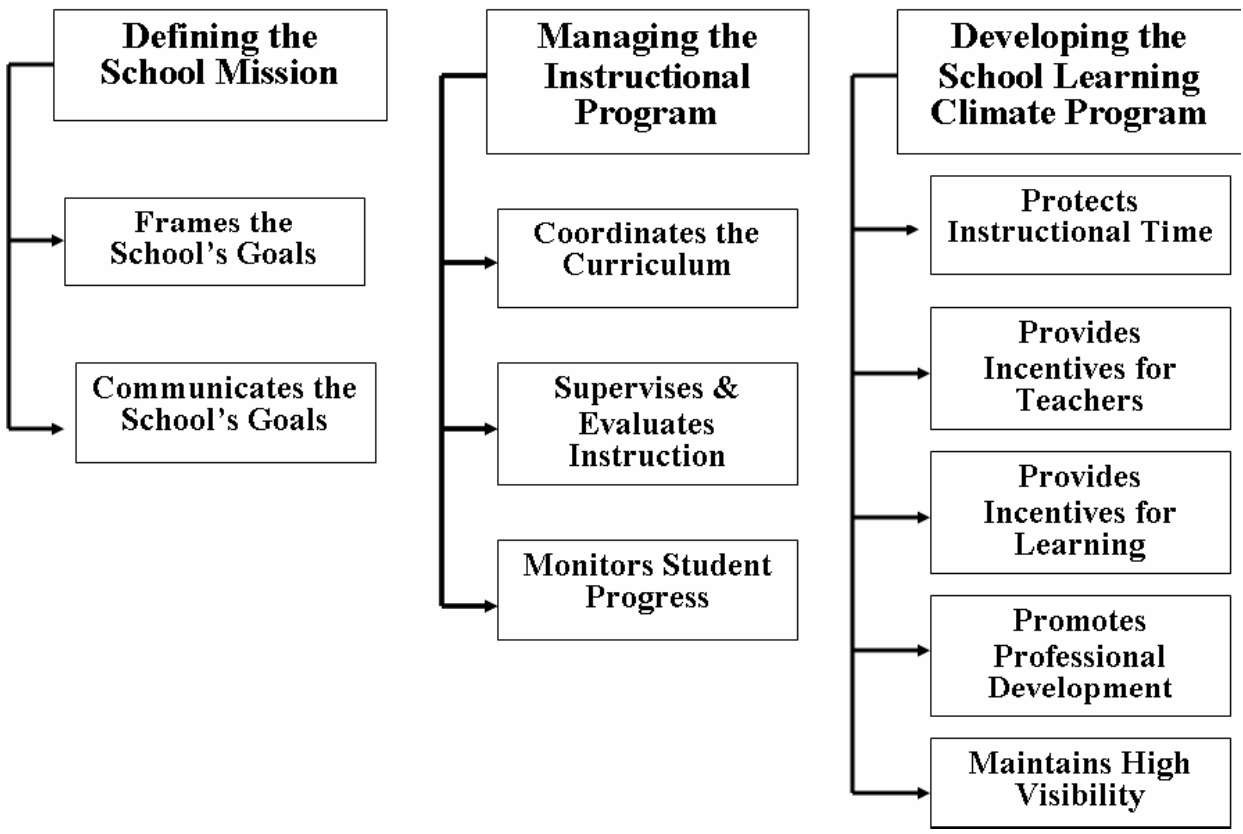 Defining the
School Mission
Frames the
School's Goals
Communicates the
School's Goals
Managing the
Instructional
Program
Coordinates the
Curriculum
Supervises &
Evaluates
Instruction
Monitors Student
Progress
Developing the
School Learning
Climate Program
Protects
Instructional Time
Provides
Incentives for
Teachers
Provides
Incentives for
Learning
Promotes
Professional
Development
Maintains High
Visibility